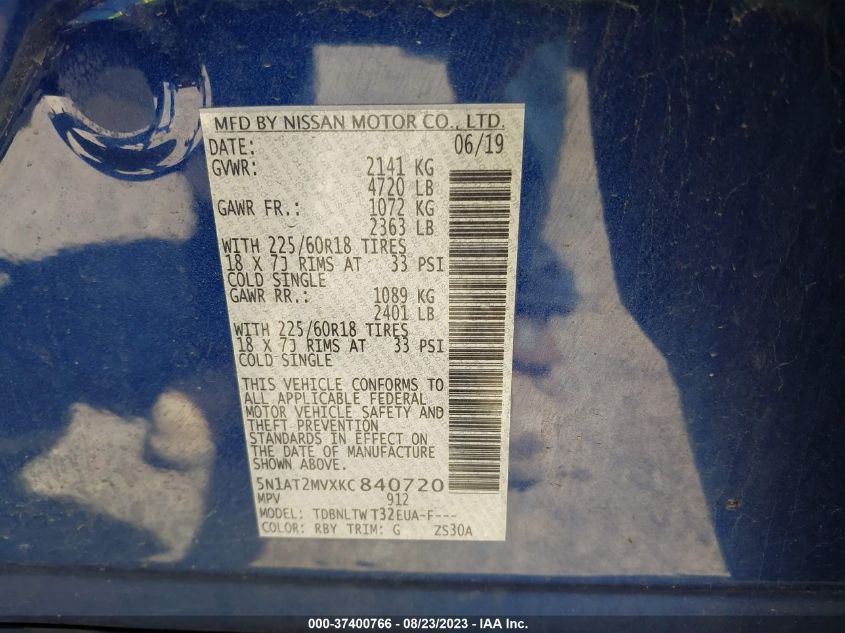 MFD BY NISSAN MOTOR CO., LTD.
DATE: 06/19
GVWR: 2141 KG
4720 LB
GAWR FR.: 1072 KG
2363 LB
WITH 225/60R18 TIRES
18 X 7J RIMS AT 33 PSI
COLD SINGLE
GAWR RR.: 1089 KG
2401 LB
WITH 225/60R18 TIRES
18 X 7J RIMS AT 33 PSI
COLD SINGLE
THIS VEHICLE CONFORMS TO
ALL APPLICABLE FEDERAL
MOTOR VEHICLE SAFETY AND
THEFT PREVENTION
STANDARDS IN EFFECT ON
THE DATE OF MANUFACTURE
SHOWN ABOVE.
5N1AT2MVXKC 840720
MPV 912
MODEL: TDBNLTW T32EUA-F---
COLOR: RBY TRIM: G ZS30A
000-37400766 - 08/23/2023 - IAA Inc.